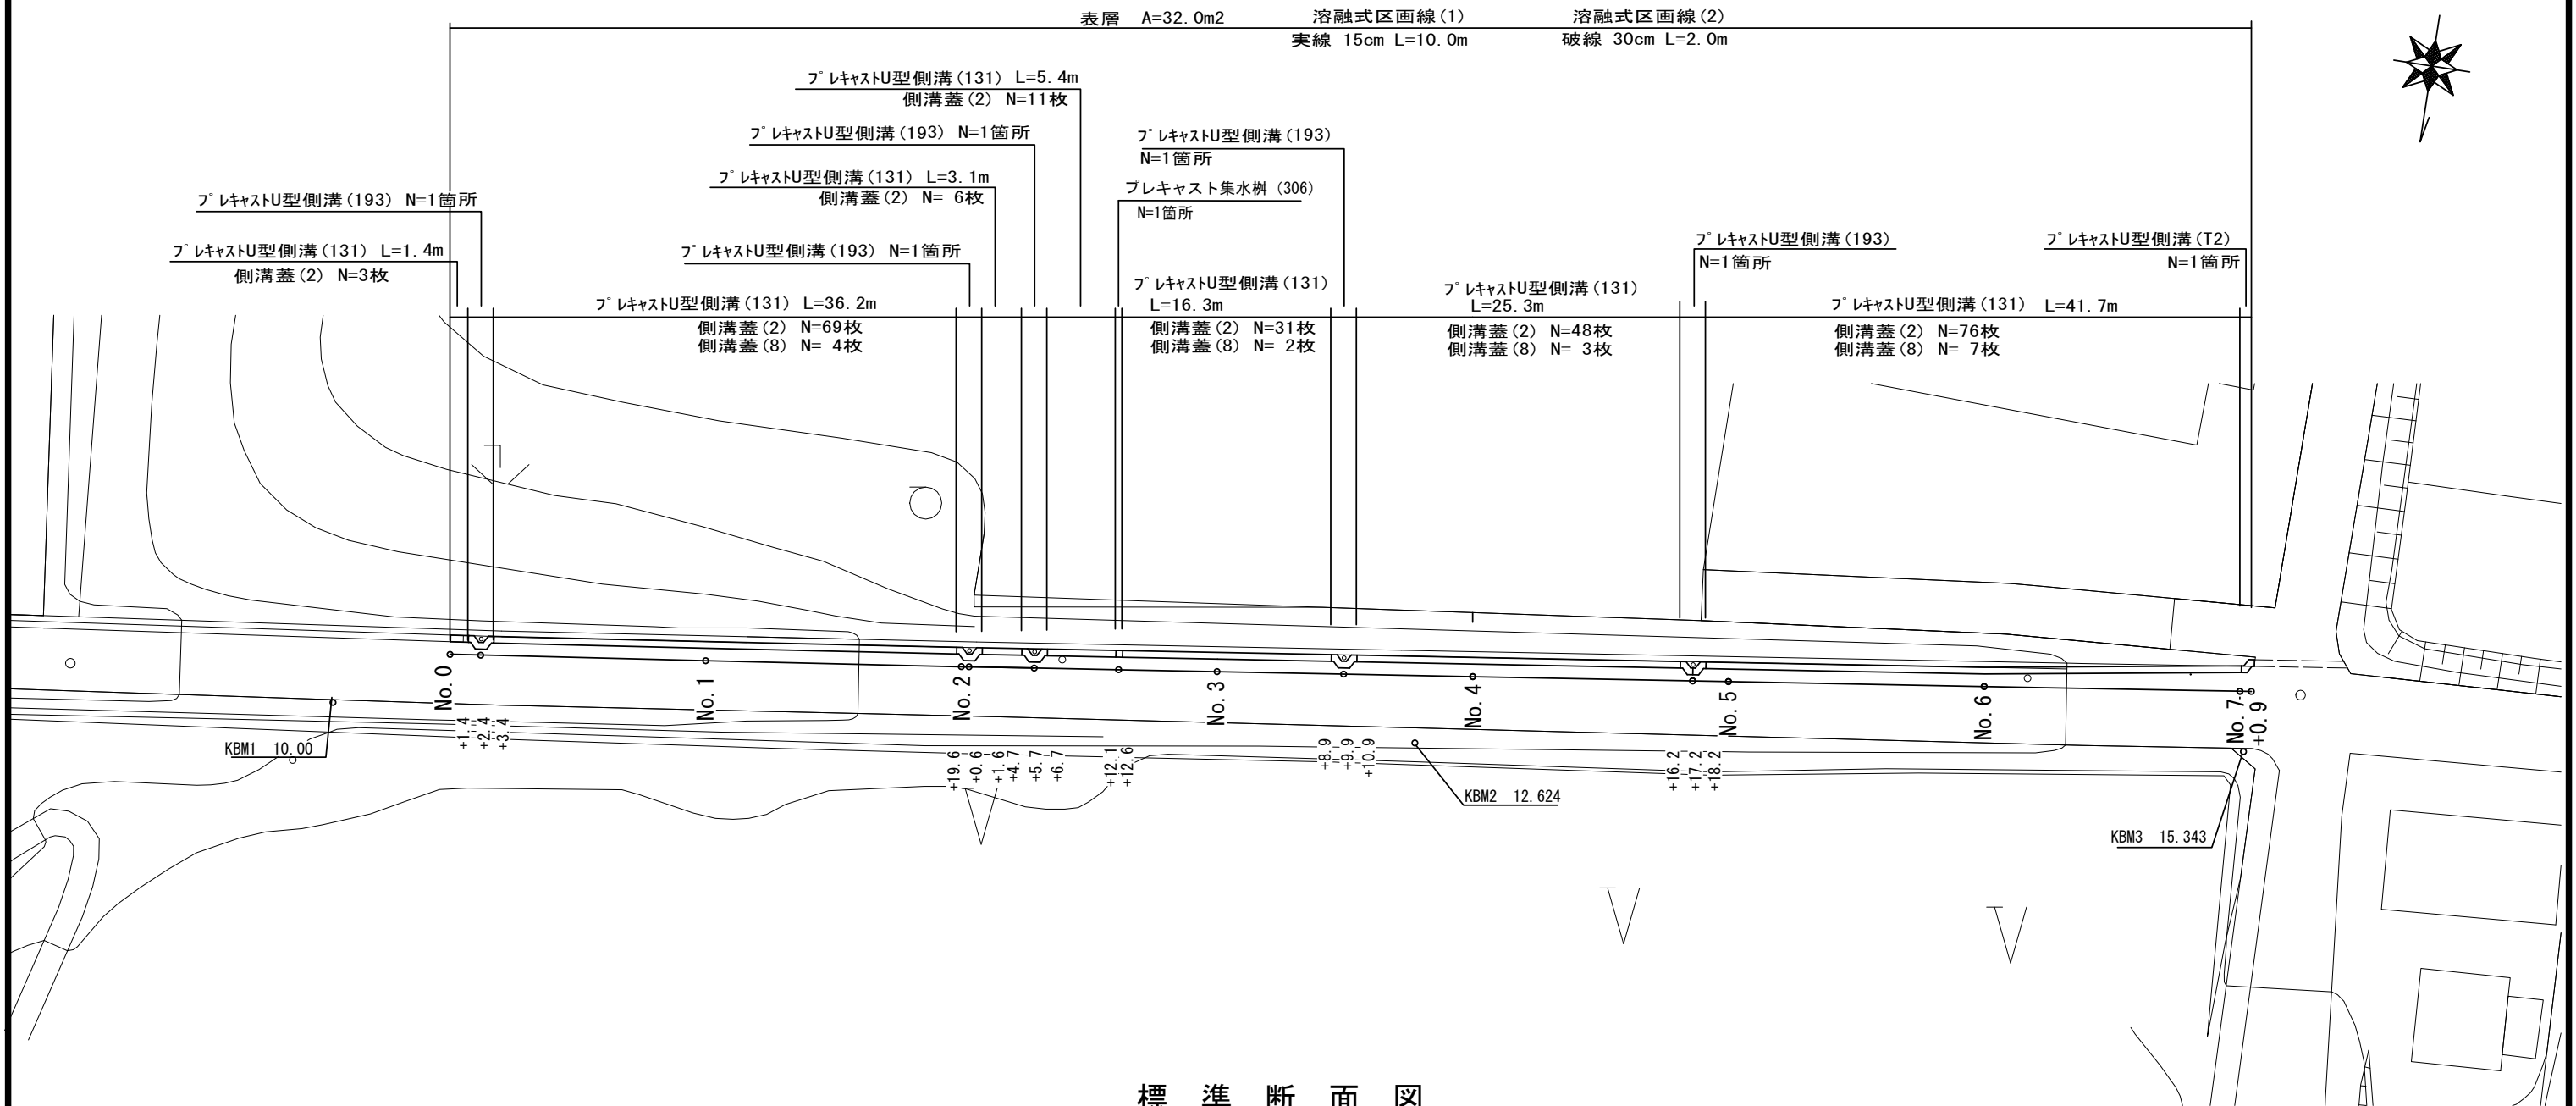 表層 A=32.0m2
溶融式区画線(1)
実線 15cm L=10.0m
溶融式区画線(2)
破線 30cm L=2.0m
プレキャストU型側溝(131) L=5.4m
側溝蓋(2) N=11枚
プレキャストU型側溝(193) N=1箇所
プレキャストU型側溝(131) L=3.1m
側溝蓋(2) N= 6枚
プレキャストU型側溝(193)
N=1箇所
プレキャスト集水桝 (306)
N=1箇所
プレキャストU型側溝(193) N=1箇所
プレキャストU型側溝(131) L=1.4m
側溝蓋(2) N=3枚
プレキャストU型側溝(193) N=1箇所
プレキャストU型側溝(131) L=36.2m
側溝蓋(2) N=69枚
側溝蓋(8) N= 4枚
プレキャストU型側溝(131)
L=16.3m
側溝蓋(2) N=31枚
側溝蓋(8) N= 2枚
プレキャストU型側溝(131)
L=25.3m
側溝蓋(2) N=48枚
側溝蓋(8) N= 3枚
プレキャストU型側溝(193)
N=1箇所
プレキャストU型側溝(T2)
N=1箇所
プレキャストU型側溝(131) L=41.7m
側溝蓋(2) N=76枚
側溝蓋(8) N= 7枚
No.0
No.1
No.2
No.3
No.4
No.5
No.6
No.7
+0.9
+1.4
+2.4
+3.4
+19.6
+0.6
+1.6
+4.7
+5.7
+6.7
+12.1
+12.6
+8.9
+9.9
+10.9
+16.2
+17.2
+18.2
KBM1 10.00
KBM2 12.624
KBM3 15.343
標準断面図